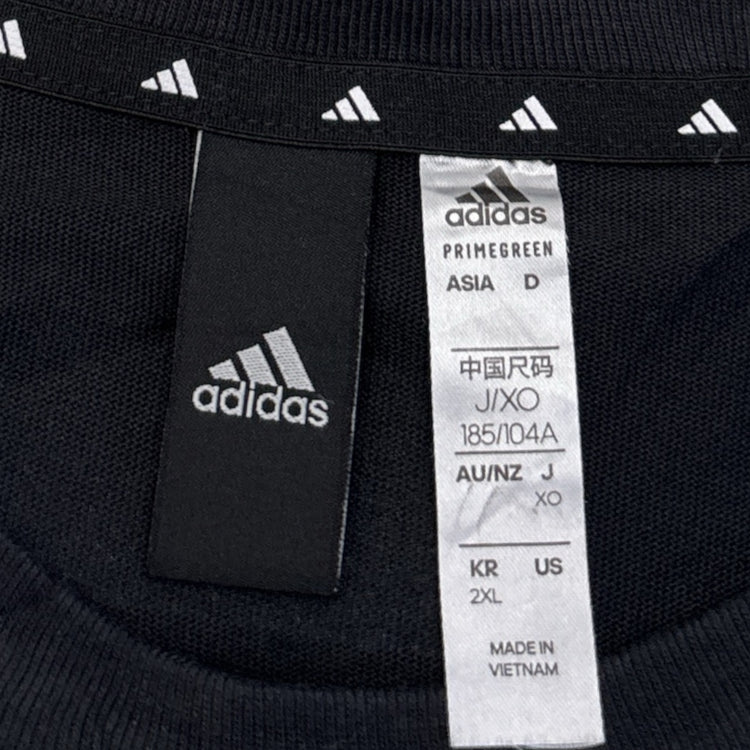 adidas
adidas
PRIMEGREEN
ASIA D
中国尺码
J/XO
185/104A
AU/NZ J
XO
KR US
2XL
MADE IN
VIETNAM